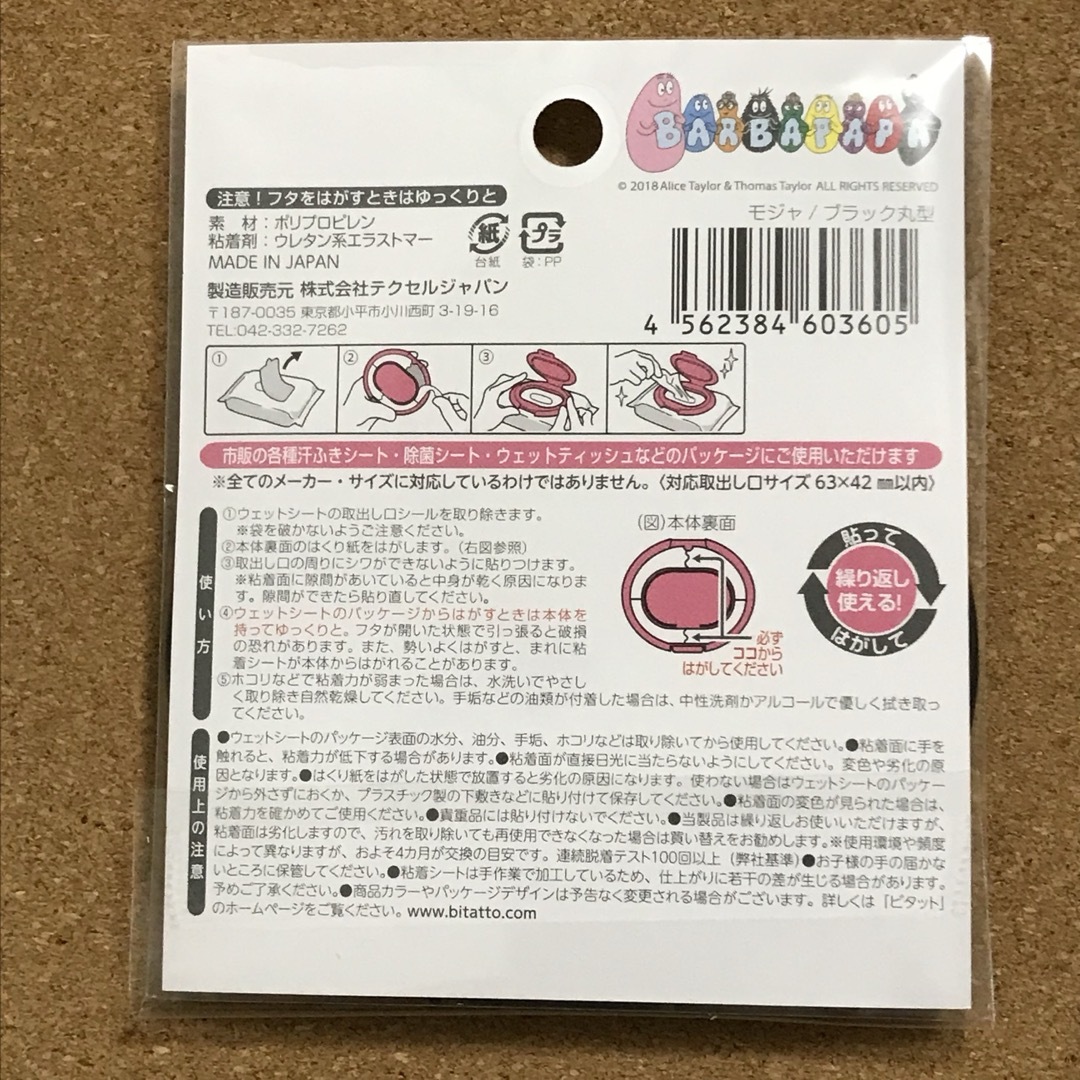 BARBAPAPA
© 2018 Alice Taylor & Thomas Taylor ALL RIGHTS RESERVED
モジャ / ブラック丸型
4 562384 603605
注意!フタをはがすときはゆっくりと
素 材:ポリプロピレン
粘着剤:ウレタン系エラストマー
MADE IN JAPAN
紙
台紙
プラ
袋:PP
製造販売元 株式会社テクセルジャパン
〒187-0035 東京都小平市小川西町 3-19-16
TEL:042-332-7262
① ② ③
市販の各種汗ふきシート・除菌シート・ウェットティッシュなどのパッケージにご使用いただけます
※全てのメーカー・サイズに対応しているわけではありません。〈対応取出し口サイズ 63×42 ㎜以内〉
使い方
①ウェットシートの取出し口シールを取り除きます。
※袋を破かないようご注意ください。
②本体裏面のはくり紙をはがします。(右図参照)
③取出し口の周りにシワができないように貼りつけます。
※粘着面に隙間があいていると中身が乾く原因になりま
す。隙間ができたら貼り直してください。
④ウェットシートのパッケージからはがすときは本体を
持ってゆっくりと。フタが開いた状態で引っ張ると破損
の恐れがあります。また、勢いよくはがすと、まれに粘
着シートが本体からはがれることがあります。
⑤ホコリなどで粘着力が弱まった場合は、水洗いでやさし
く取り除き自然乾燥してください。手垢などの油類が付着した場合は、中性洗剤かアルコールで優しく拭き取っ
てください。
(図)本体裏面
必ず
ココから
はがしてください
貼って
繰り返し
使える!
はがして
使用上の注意
●ウェットシートのパッケージ表面の水分、油分、手垢、ホコリなどは取り除いてから使用してください。●粘着面に手を
触れると、粘着力が低下する場合があります。●粘着面が直接日光に当たらないようにしてください。変色や劣化の原
因となります。●はくり紙をはがした状態で放置すると劣化の原因になります。使わない場合はウェットシートのパッケー
ジから外さずにおくか、プラスチック製の下敷きなどに貼り付けて保存してください。●粘着面の変色が見られた場合は、
粘着力を確かめてご使用ください。●貴重品には貼り付けないでください。●当製品は繰り返しお使いいただけますが、
粘着面は劣化しますので、汚れを取り除いても再使用できなくなった場合は買い替えをお勧めします。※使用環境や頻度
によって異なりますが、およそ4カ月が交換の目安です。連続脱着テスト100回以上(弊社基準)●お子様の手の届かな
いところに保管してください。●粘着シートは手作業で加工しているため、仕上がりに若干の差が生じる場合があります。
予めご了承ください。●商品カラーやパッケージデザインは予告なく変更される場合がございます。詳しくは「ビタット」
のホームページをご覧ください。www.bitatto.com